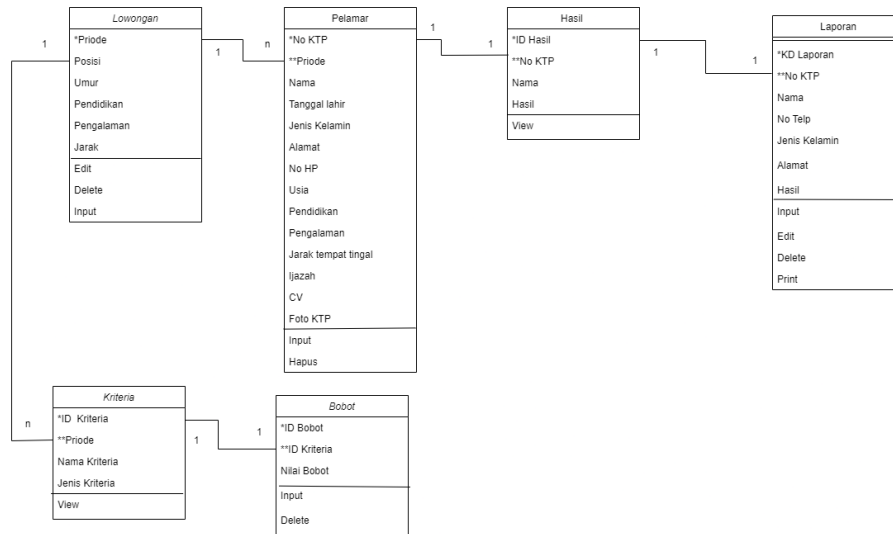 Lowongan
*Priode
Posisi
Umur
Pendidikan
Pengalaman
Jarak
Edit
Delete
Input
1
1
n
Pelamar
*No KTP
**Priode
Nama
Tanggal lahir
Jenis Kelamin
Alamat
No HP
Usia
Pendidikan
Pengalaman
Jarak tempat tingal
Ijazah
CV
Foto KTP
Input
Hapus
1
1
Hasil
*ID Hasil
**No KTP
Nama
Hasil
View
1
1
Laporan
*KD Laporan
**No KTP
Nama
No Telp
Jenis Kelamin
Alamat
Hasil
Input
Edit
Delete
Print
n
Kriteria
*ID Kriteria
**Priode
Nama Kriteria
Jenis Kriteria
View
1
1
Bobot
*ID Bobot
**ID Kriteria
Nilai Bobot
Input
Delete